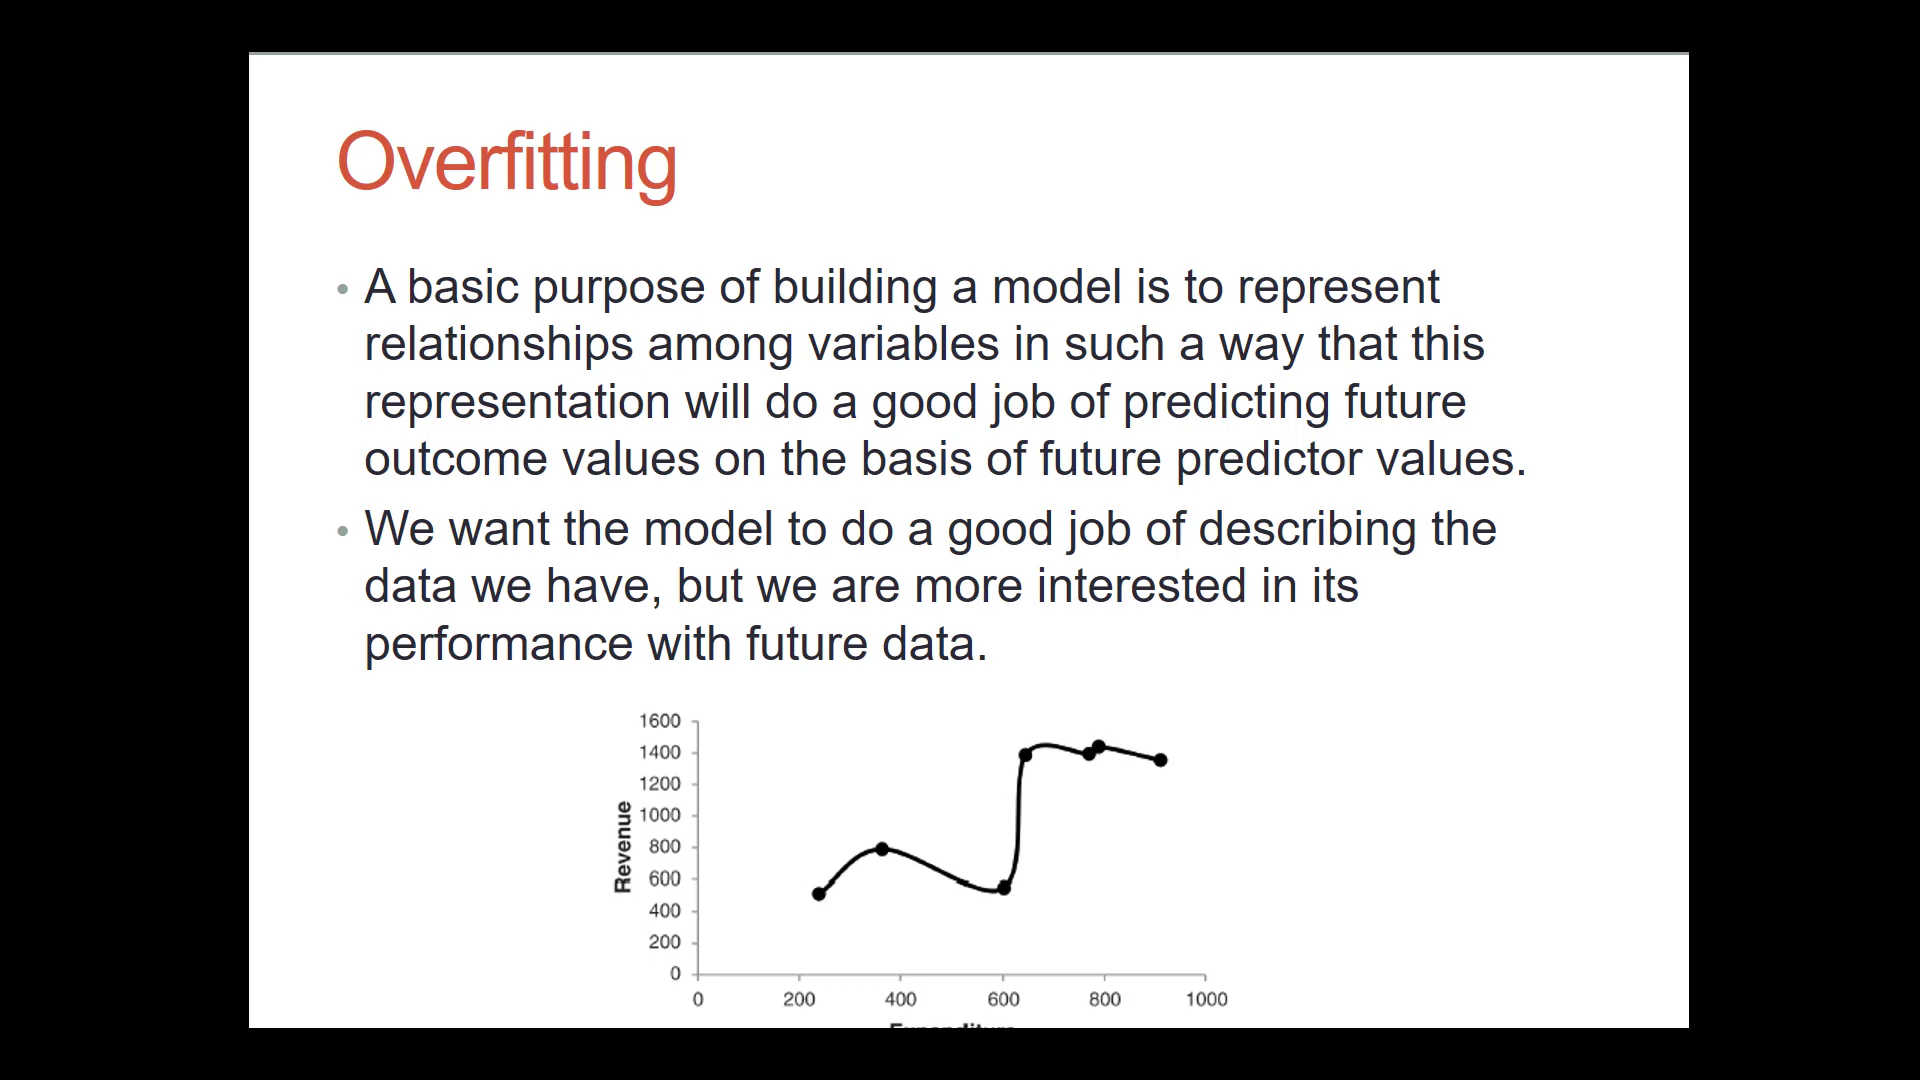 Overfitting
• A basic purpose of building a model is to represent
relationships among variables in such a way that this
representation will do a good job of predicting future
outcome values on the basis of future predictor values.
• We want the model to do a good job of describing the
data we have, but we are more interested in its
performance with future data.
1600
1400
1200
1000
800
600
400
200
0
Revenue
0 200 400 600 800 1000